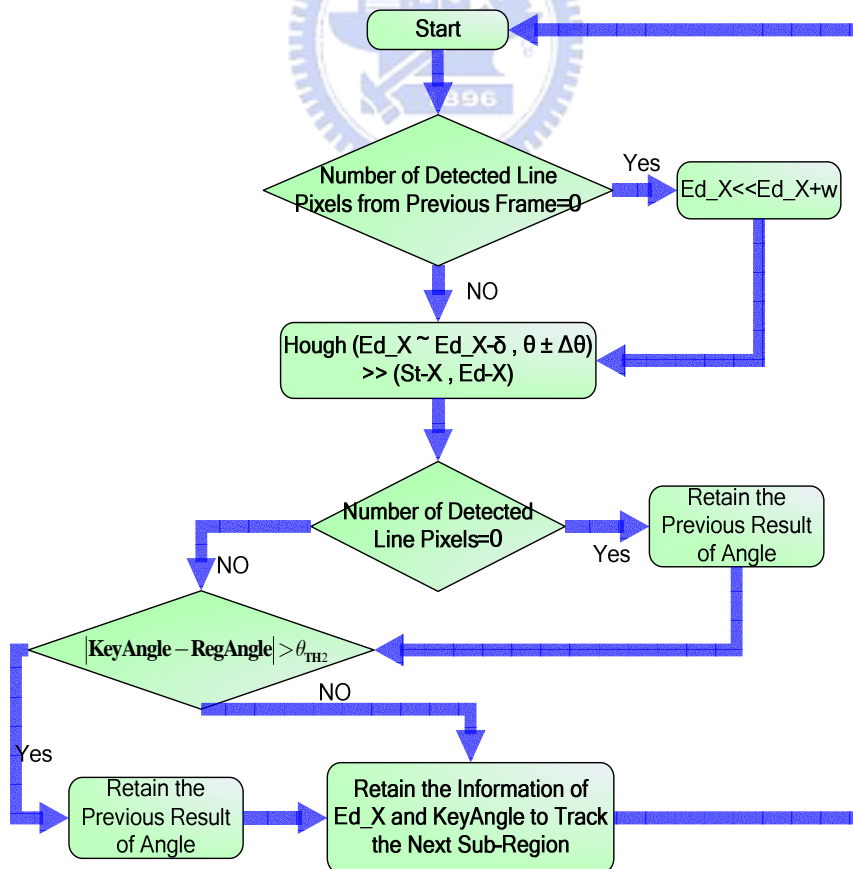 Start
1896
Number of Detected Line
Pixels from Previous Frame=0
Yes
Ed_X<<Ed_X+w
NO
Hough (Ed_X ~ Ed_X-δ , θ ± Δθ)
>> (St-X , Ed-X)
Number of Detected
Line Pixels=0
Yes
Retain the
Previous Result
of Angle
NO
|KeyAngle – RegAngle| > θTH2
NO
Yes
Retain the
Previous Result
of Angle
Retain the Information of
Ed_X and KeyAngle to Track
the Next Sub-Region